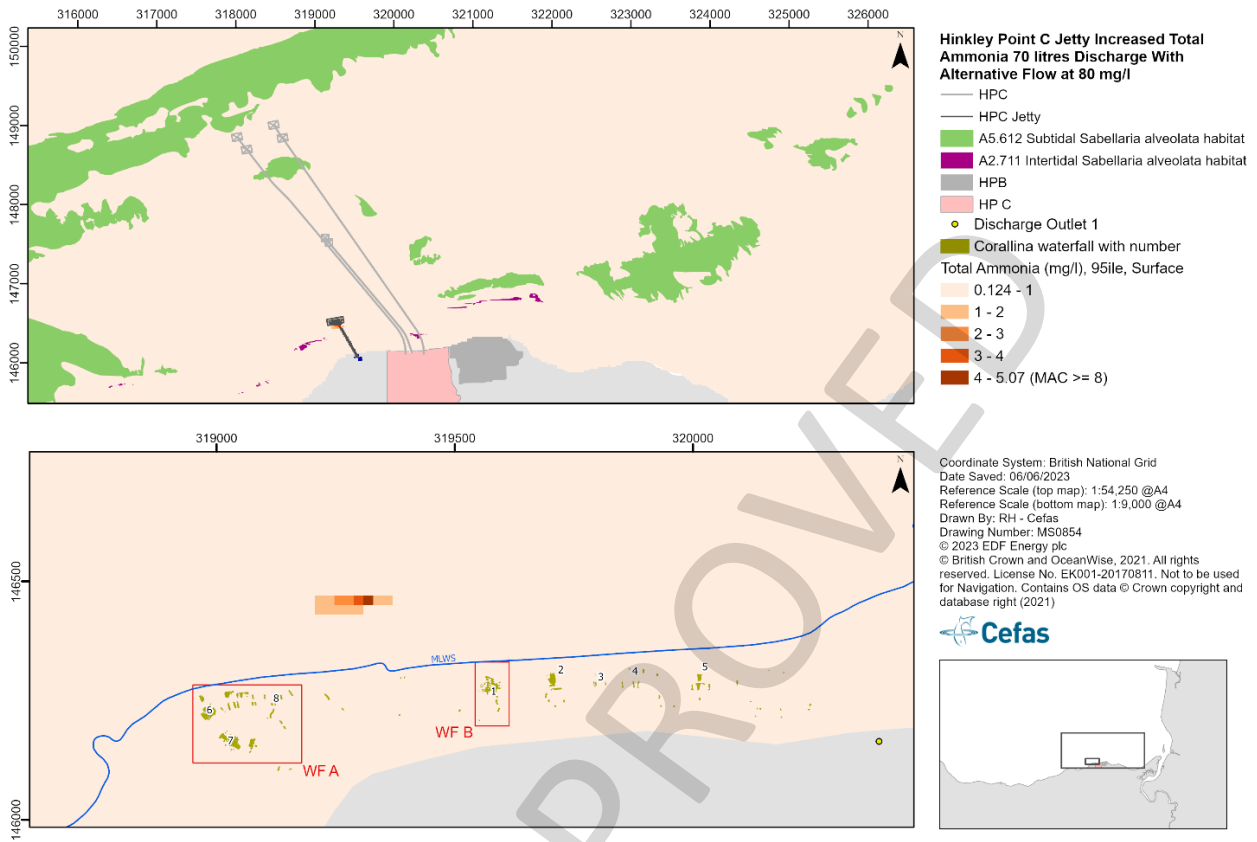 316000 317000 318000 319000 320000 321000 322000 323000 324000 325000 326000
150000
149000
148000
147000
146000
N
Hinkley Point C Jetty Increased Total
Ammonia 70 litres Discharge With
Alternative Flow at 80 mg/l
HPC
HPC Jetty
A5.612 Subtidal Sabellaria alveolata habitat
A2.711 Intertidal Sabellaria alveolata habitat
HPB
HP C
Discharge Outlet 1
Corallina waterfall with number
Total Ammonia (mg/l), 95ile, Surface
0.124 - 1
1 - 2
2 - 3
3 - 4
4 - 5.07 (MAC >= 8)
319000 319500 320000
146500
146000
N
MLWS
1
2
3
4
5
6
7
8
WF A
WF B
Coordinate System: British National Grid
Date Saved: 06/06/2023
Reference Scale (top map): 1:54,250 @A4
Reference Scale (bottom map): 1:9,000 @A4
Drawn By: RH - Cefas
Drawing Number: MS0854
© 2023 EDF Energy plc
© British Crown and OceanWise, 2021. All rights
reserved. License No. EK001-20170811. Not to be used
for Navigation. Contains OS data © Crown copyright and
database right (2021)
Cefas
PROVED